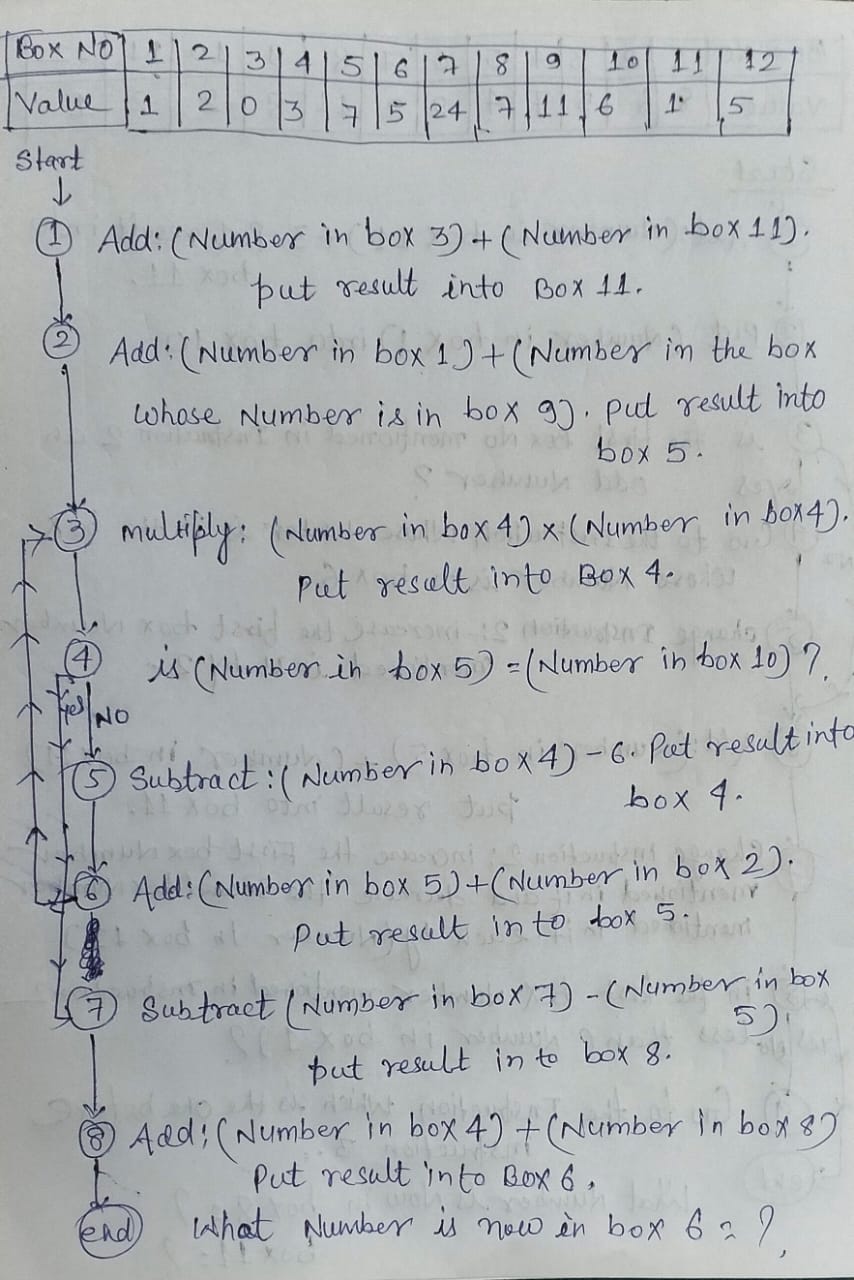 Box No 1 2 3 4 5 6 7 8 9 10 11 12
Value 1 2 0 3 7 5 24 7 11 6 1 5
Start
1 Add: (Number in box 3) + (Number in box 11).
put result into Box 11.
2 Add: (Number in box 1) + (Number in the box
whose Number is in box 9). Put result into
box 5.
3 multiply: (Number in box 4) x (Number in box 4).
Put result into Box 4.
4 is (Number in box 5) = (Number in box 10) ?
Yes NO
5 Subtract: (Number in box 4) - 6. Put result into
box 4.
6 Add: (Number in box 5) + (Number in box 2).
Put result in to box 5.
7 Subtract (Number in box 7) - (Number in box
5).
put result in to box 8.
8 Add: (Number in box 4) + (Number in box 8)
Put result into Box 6.
end What Number is now in box 6 = ?